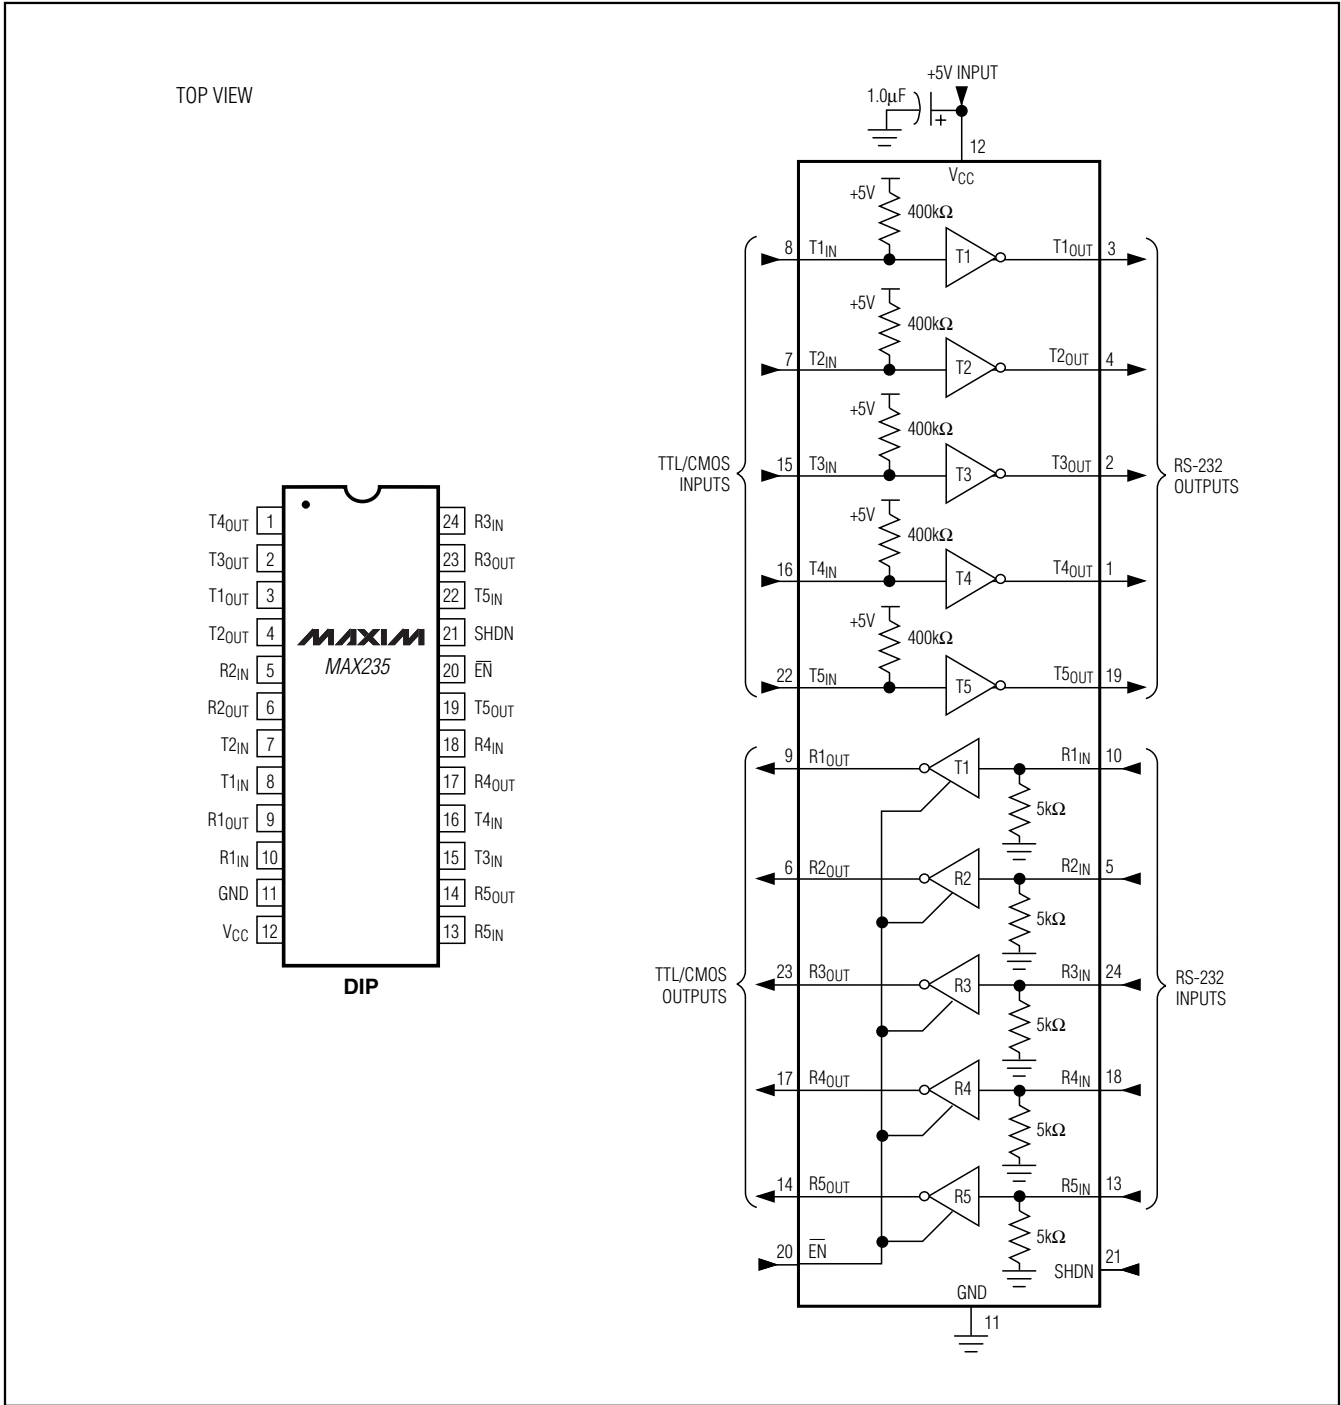 TOP VIEW
+5V INPUT
1.0µF
+
12
VCC
+5V
400kΩ
8 T1IN
T1
T1OUT 3
+5V
400kΩ
7 T2IN
T2
T2OUT 4
+5V
400kΩ
TTL/CMOS
INPUTS
15 T3IN
T3
T3OUT 2
RS-232
OUTPUTS
+5V
400kΩ
16 T4IN
T4
T4OUT 1
+5V
400kΩ
22 T5IN
T5
T5OUT 19
T4OUT 1
T3OUT 2
T1OUT 3
T2OUT 4
R2IN 5
R2OUT 6
T2IN 7
T1IN 8
R1OUT 9
R1IN 10
GND 11
VCC 12
MAXIM
MAX235
24 R3IN
23 R3OUT
22 T5IN
21 SHDN
20 EN
19 T5OUT
18 R4IN
17 R4OUT
16 T4IN
15 T3IN
14 R5OUT
13 R5IN
DIP
9 R1OUT
T1
R1IN 10
5kΩ
6 R2OUT
R2
R2IN 5
5kΩ
TTL/CMOS
OUTPUTS
23 R3OUT
R3
R3IN 24
5kΩ
RS-232
INPUTS
17 R4OUT
R4
R4IN 18
5kΩ
14 R5OUT
R5
R5IN 13
5kΩ
20 EN
SHDN 21
GND
11